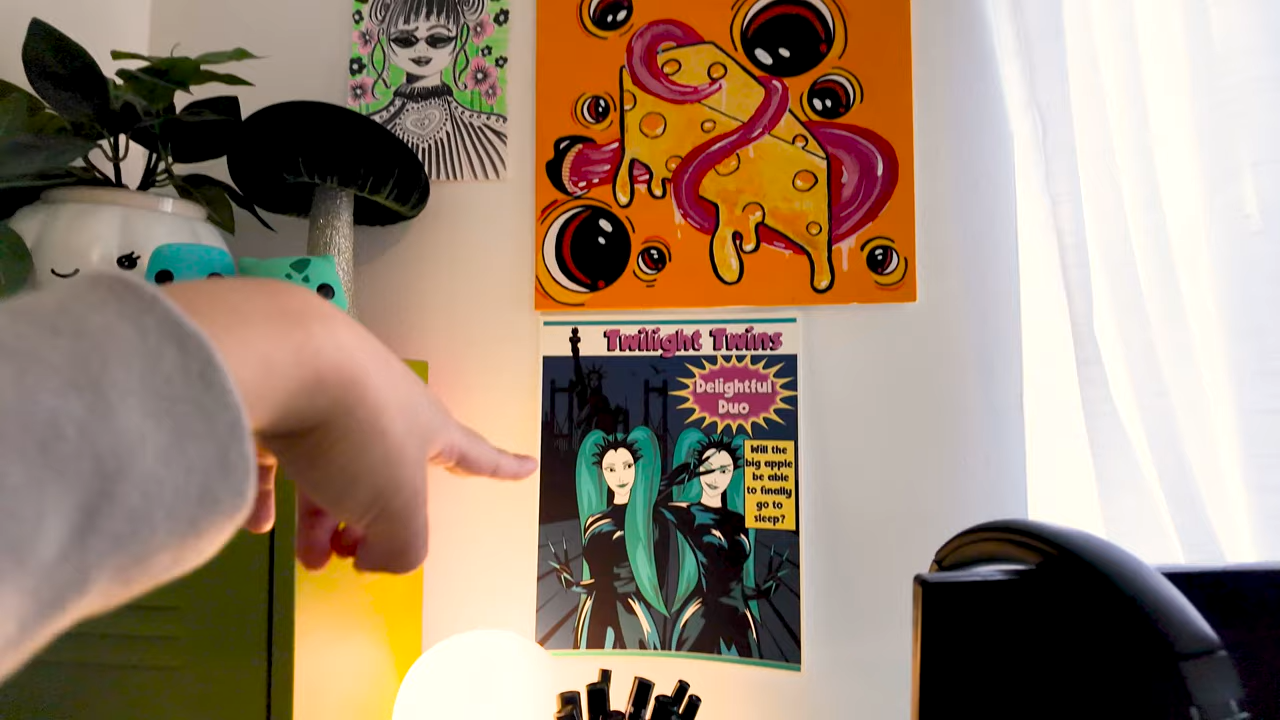 Twilight Twins
Delightful
Duo
Will the
big apple
be able
to finally
go to
sleep?